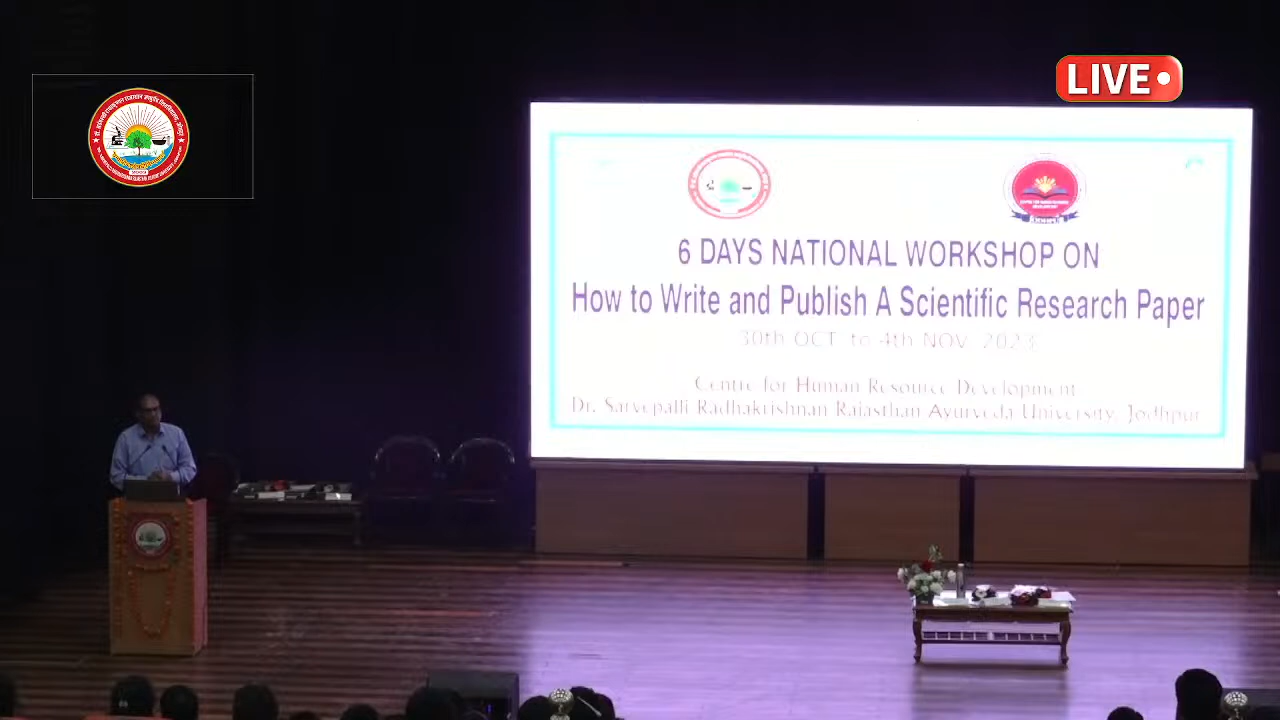 LIVE
6 DAYS NATIONAL WORKSHOP ON
How to Write and Publish A Scientific Research Paper
30th OCT. to 4th NOV. 2023
Centre for Human Resource Development
Dr. Sarvepalli Radhakrishnan Rajasthan Ayurveda University, Jodhpur